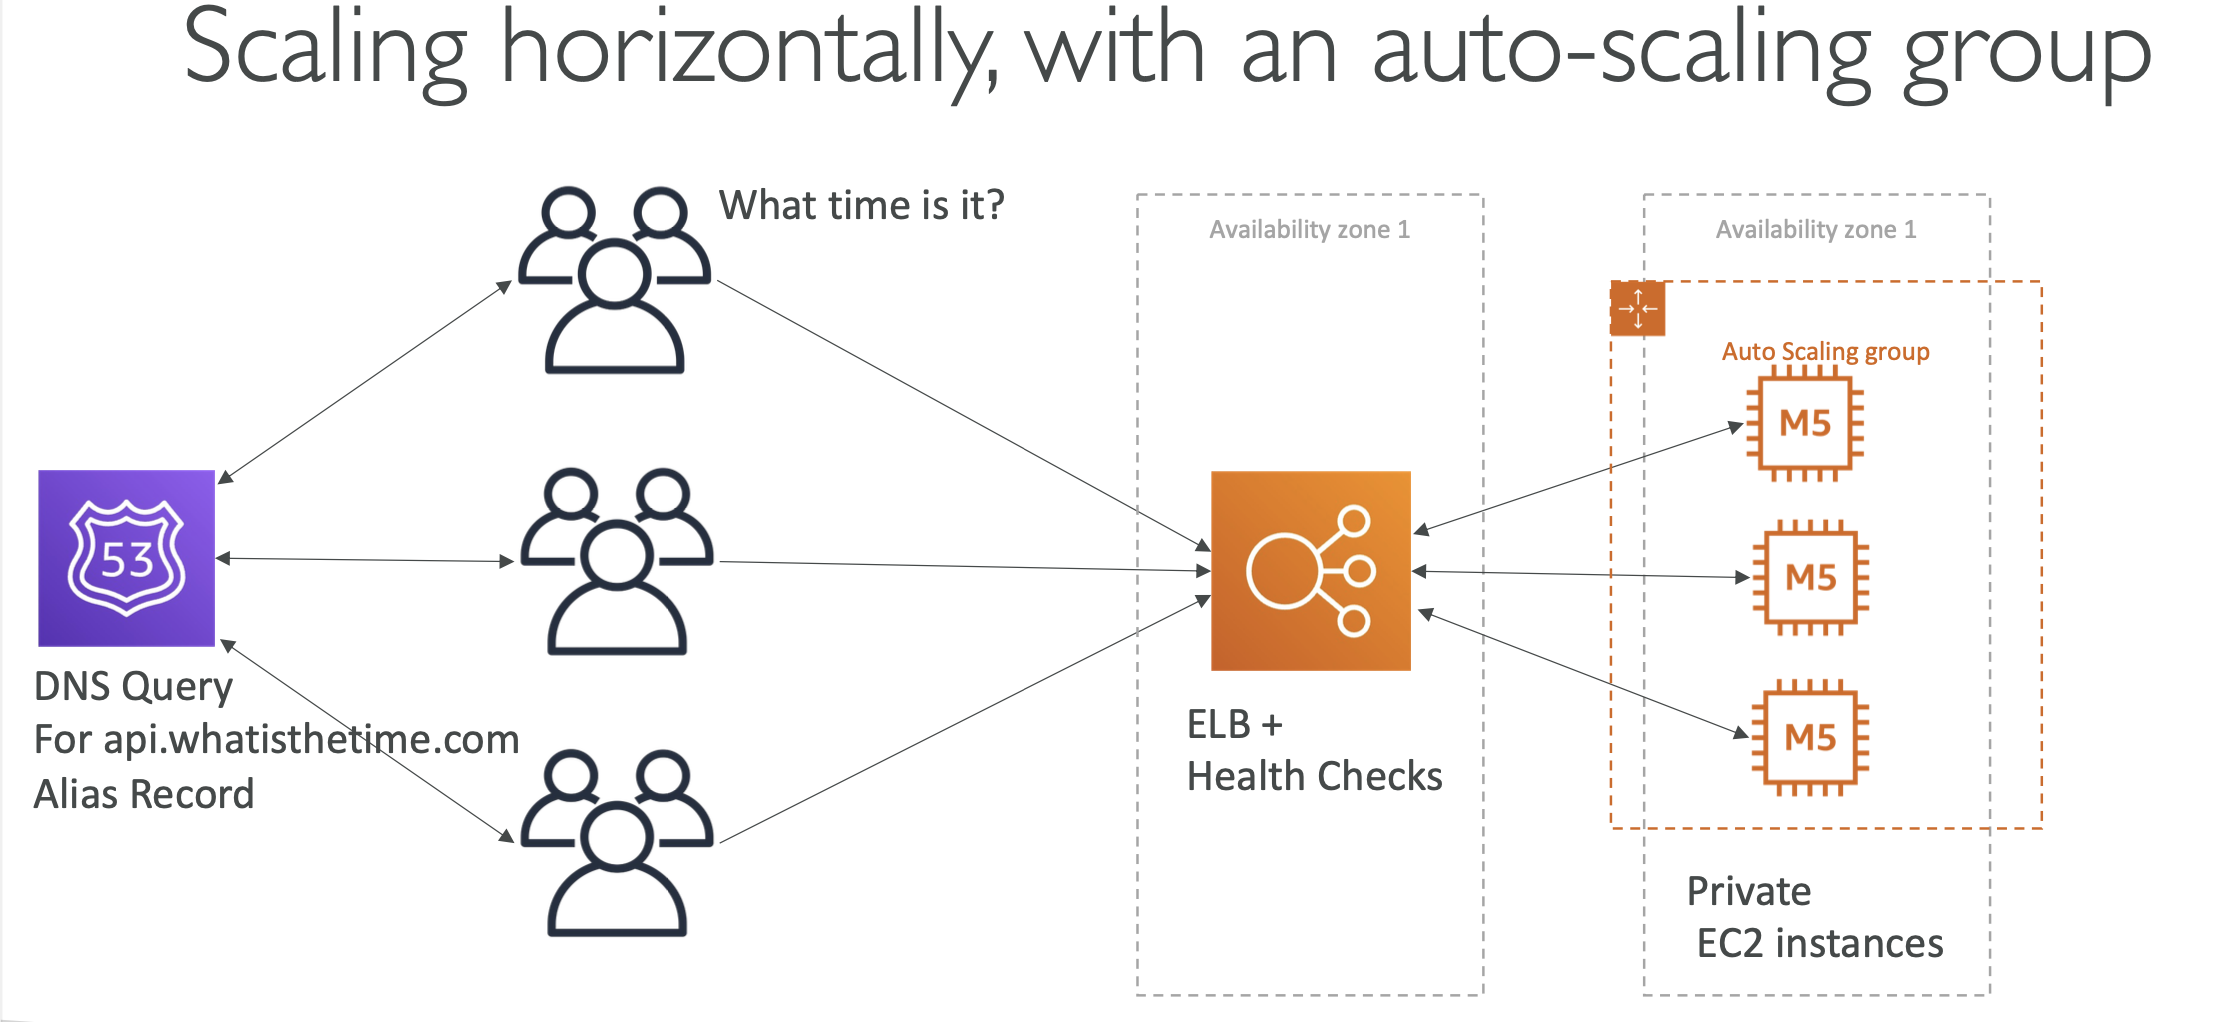 Scaling horizontally, with an auto-scaling group
What time is it?
Availability zone 1
Availability zone 1
Auto Scaling group
M5
M5
M5
53
DNS Query
For api.whatisthetime.com
Alias Record
ELB +
Health Checks
Private
EC2 instances